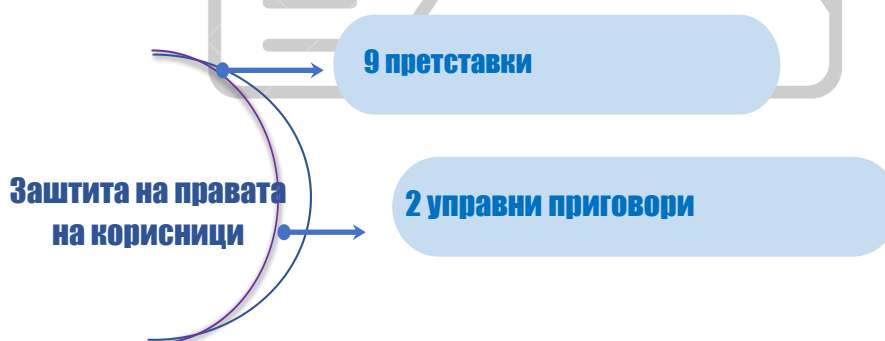 9 претставки
Заштита на правата
на корисници
2 управни приговори